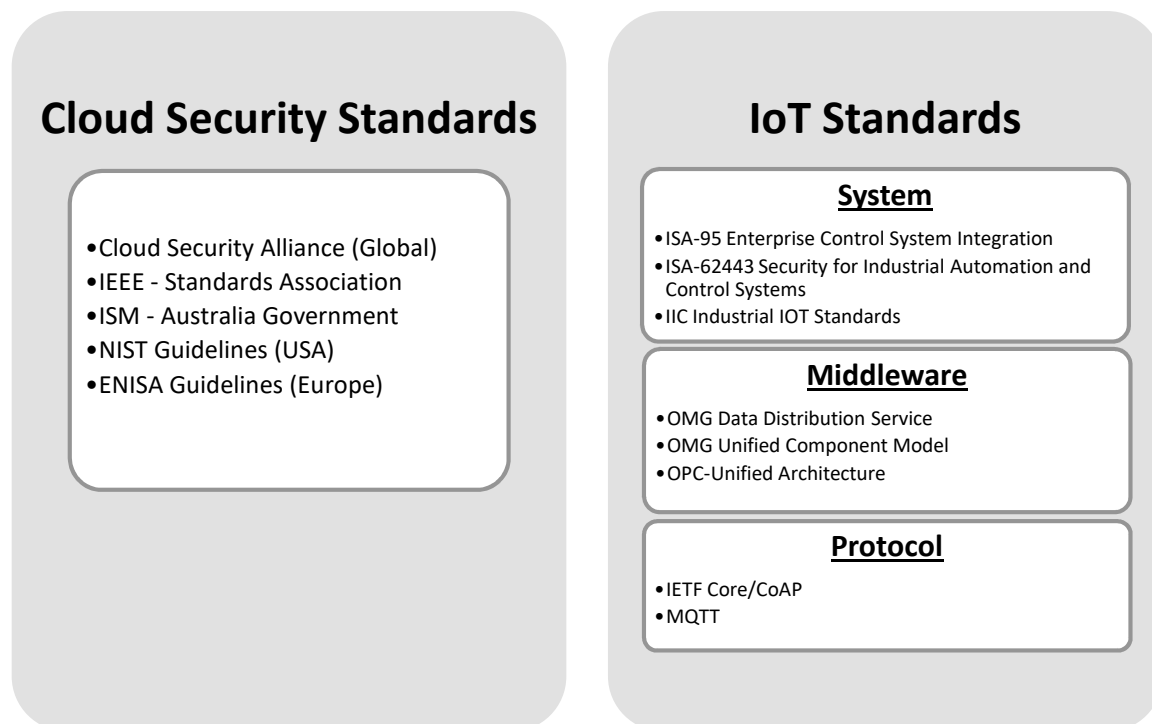 Cloud Security Standards
•Cloud Security Alliance (Global)
•IEEE - Standards Association
•ISM - Australia Government
•NIST Guidelines (USA)
•ENISA Guidelines (Europe)
IoT Standards
System
•ISA-95 Enterprise Control System Integration
•ISA-62443 Security for Industrial Automation and
Control Systems
•IIC Industrial IOT Standards
Middleware
•OMG Data Distribution Service
•OMG Unified Component Model
•OPC-Unified Architecture
Protocol
•IETF Core/CoAP
•MQTT